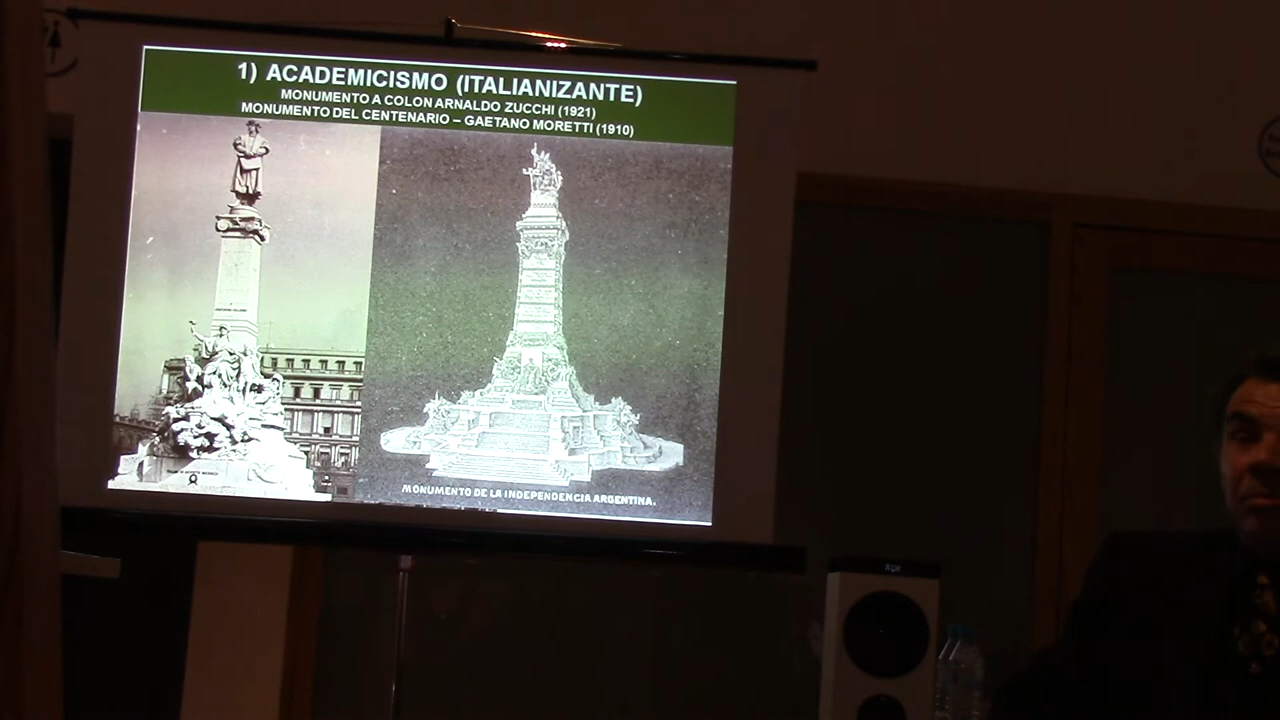 1) ACADEMICISMO (ITALIANIZANTE)
MONUMENTO A COLON ARNALDO ZUCCHI (1921)
MONUMENTO DEL CENTENARIO – GAETANO MORETTI (1910)
MONUMENTO DE LA INDEPENDENCIA ARGENTINA.